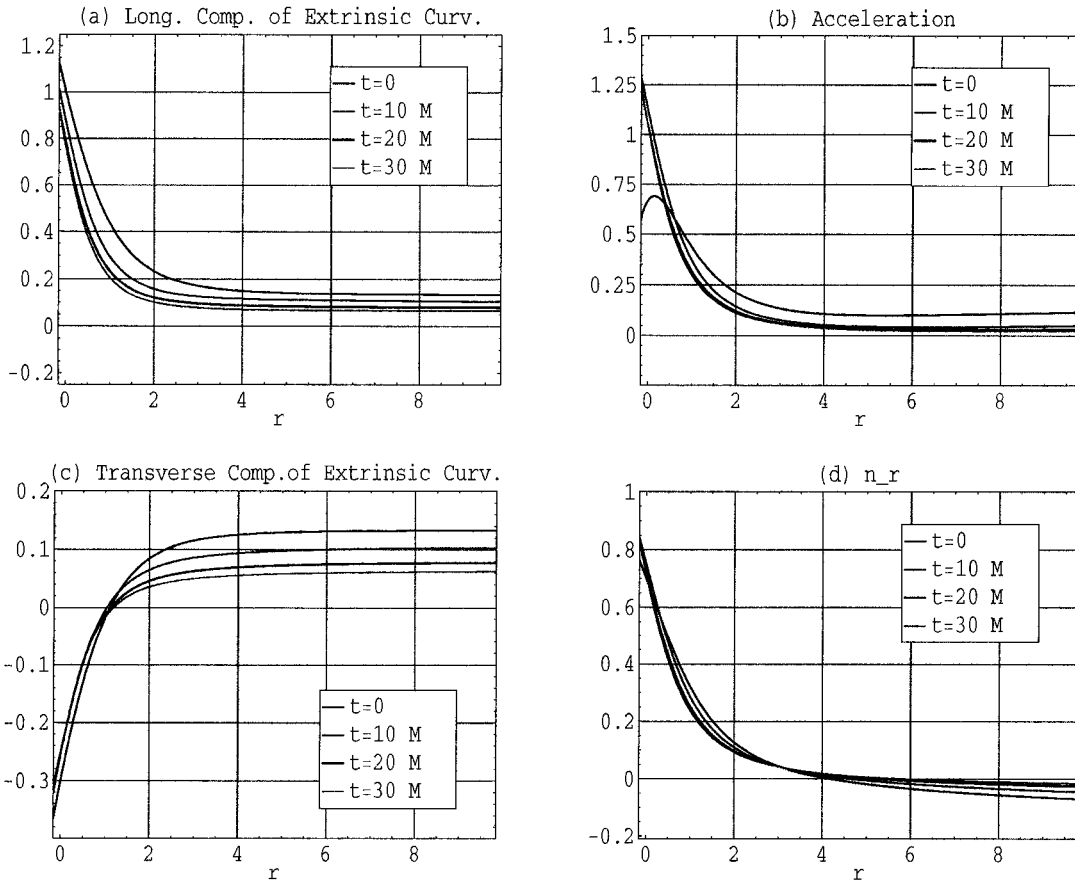 (a) Long. Comp. of Extrinsic Curv.
1.2
1
0.8
0.6
0.4
0.2
0
-0.2
0 2 4 6 8
r
t=0
t=10 M
t=20 M
t=30 M
(b) Acceleration
1.5
1.25
1
0.75
0.5
0.25
0
0 2 4 6 8
r
t=0
t=10 M
t=20 M
t=30 M
(c) Transverse Comp.of Extrinsic Curv.
0.2
0.1
0
-0.1
-0.2
-0.3
0 2 4 6 8
r
t=0
t=10 M
t=20 M
t=30 M
(d) n_r
1
0.8
0.6
0.4
0.2
0
-0.2
0 2 4 6 8
r
t=0
t=10 M
t=20 M
t=30 M